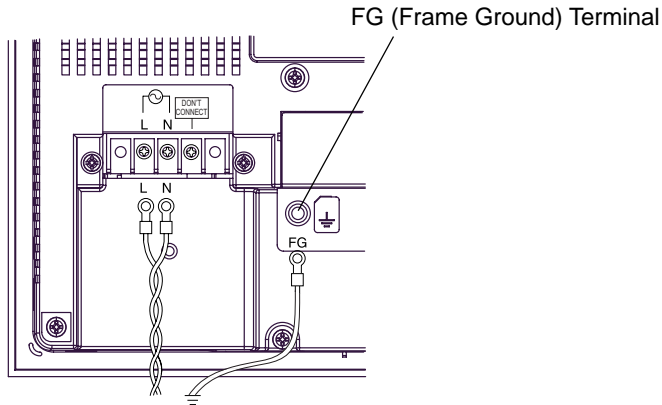 FG (Frame Ground) Terminal
DON'T
CONNECT
L N
L N
FG